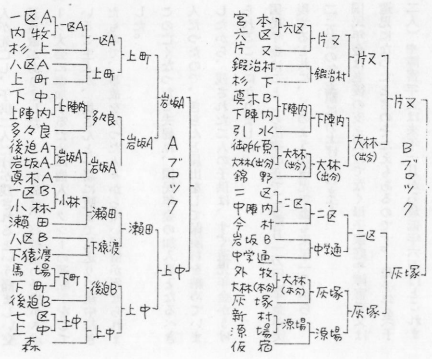 一区A
内牧
杉上
八区A
上町
下中
上陣内
多々良
後迫A
岩坂A
真木A
一区B
小林
瀬田
八区B
下猿渡
馬場
下町
後迫B
七区
上中
森
一区A
上陣内
岩坂A
小林
下町
上中
一区A
上町
多々良
岩坂A
瀬田
下猿渡
後迫B
上中
上町
岩坂A
瀬田
上中
岩坂A
上中
Aブロック
宮本
六区
片又
鍛治村
杉下
真木B
下陣内
引水
御所原
大林(出分)
錦野
二区
中陣内
今村
岩坂B
中学通
外牧
大林(本分)
灰塚
新村
源場
仮宿
六区
下陣内
大林(出分)
二区
大林(本分)
源場
片又
鍛治村
下陣内
大林(出分)
二区
中学通
灰塚
源場
片又
大林(出分)
二区
灰塚
片又
灰塚
Bブロック